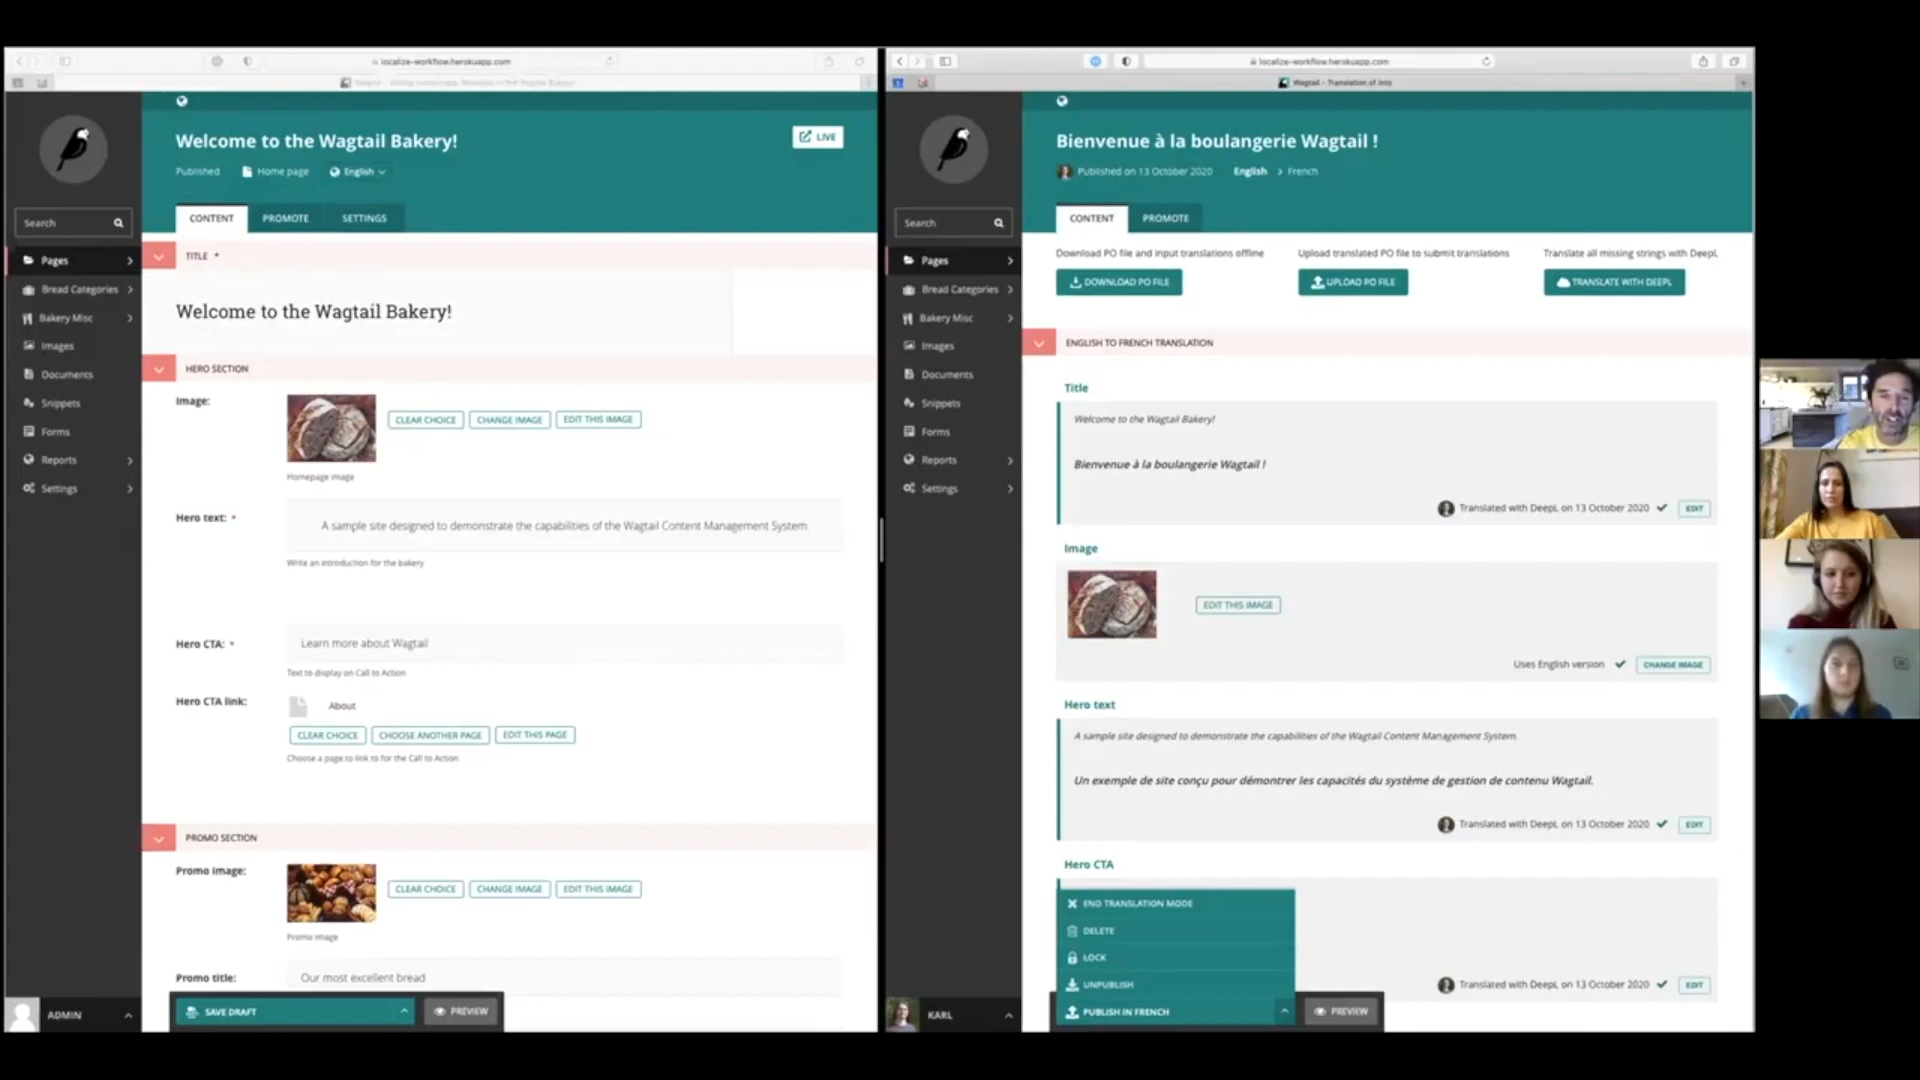 localize-workflow.herokuapp.com
Welcome to the Wagtail Bakery!
LIVE
Published Home page English
CONTENT PROMOTE SETTINGS
Search
Pages
Bread Categories
Bakery Misc
Images
Documents
Snippets
Forms
Reports
Settings
ADMIN
TITLE *
Welcome to the Wagtail Bakery!
HERO SECTION
Image:
CLEAR CHOICE CHANGE IMAGE EDIT THIS IMAGE
Homepage image
Hero text: *
A sample site designed to demonstrate the capabilities of the Wagtail Content Management System.
Write an introduction for the bakery
Hero CTA: *
Learn more about Wagtail
Text to display on Call to Action
Hero CTA link:
About
CLEAR CHOICE CHOOSE ANOTHER PAGE EDIT THIS PAGE
Choose a page to link to for the Call to Action
PROMO SECTION
Promo image:
CLEAR CHOICE CHANGE IMAGE EDIT THIS IMAGE
Promo image
Promo title:
Our most excellent bread
SAVE DRAFT
PREVIEW
localize-workflow.herokuapp.com
Wagtail - Translation of Into
Bienvenue à la boulangerie Wagtail !
Published on 13 October 2020 English > French
CONTENT PROMOTE
Search
Pages
Bread Categories
Bakery Misc
Images
Documents
Snippets
Forms
Reports
Settings
KARL
Download PO file and input translations offline
DOWNLOAD PO FILE
Upload translated PO file to submit translations
UPLOAD PO FILE
Translate all missing strings with DeepL
TRANSLATE WITH DEEPL
ENGLISH TO FRENCH TRANSLATION
Title
Welcome to the Wagtail Bakery!
Bienvenue à la boulangerie Wagtail !
Translated with DeepL on 13 October 2020 EDIT
Image
EDIT THIS IMAGE
Uses English version CHANGE IMAGE
Hero text
A sample site designed to demonstrate the capabilities of the Wagtail Content Management System.
Un exemple de site conçu pour démontrer les capacités du système de gestion de contenu Wagtail.
Translated with DeepL on 13 October 2020 EDIT
Hero CTA
END TRANSLATION MODE
DELETE
LOCK
UNPUBLISH
Translated with DeepL on 13 October 2020 EDIT
PUBLISH IN FRENCH
PREVIEW